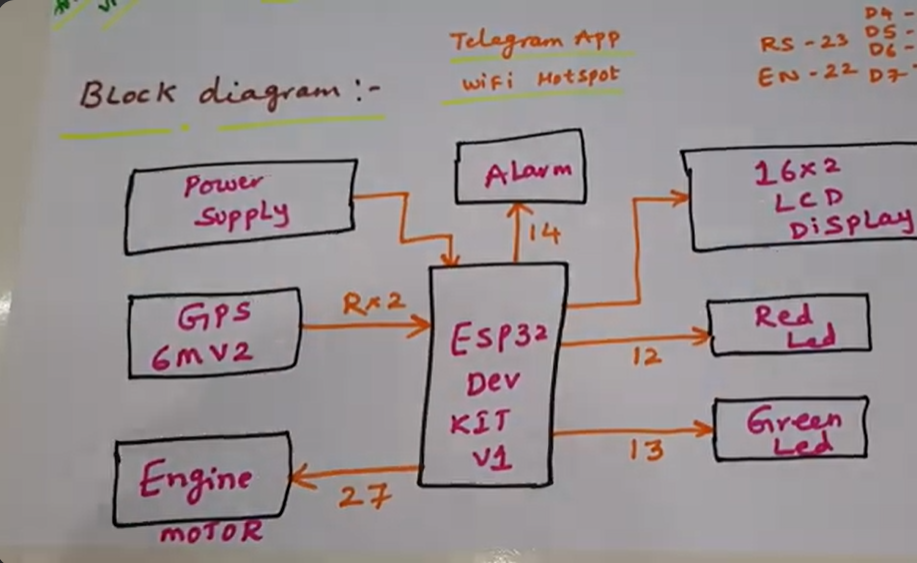 Telegram App
WiFi Hotspot
RS - 23
EN - 22
D4 -
D5 -
D6 -
D7 -
Block diagram :-
Power
Supply
Alarm
14
16x2
LCD
Display
GPS
6MV2
Rx2
ESP32
Dev
KIT
V1
Red
Led
12
Green
Led
13
Engine
MOTOR
27